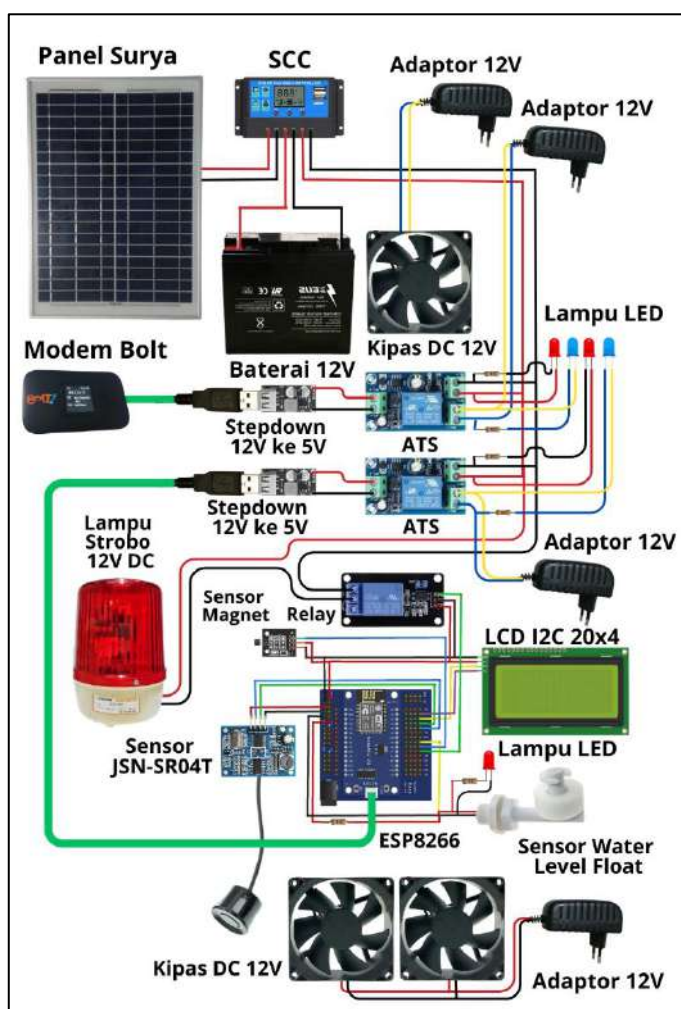 Panel Surya
SCC
Adaptor 12V
Adaptor 12V
Kipas DC 12V
Baterai 12V
Modem Bolt
Lampu LED
Stepdown
12V ke 5V
ATS
Stepdown
12V ke 5V
ATS
Lampu
Strobo
12V DC
Adaptor 12V
Sensor
Magnet
Relay
LCD I2C 20x4
Sensor
JSN-SR04T
Lampu LED
ESP8266
Sensor Water
Level Float
Kipas DC 12V
Adaptor 12V